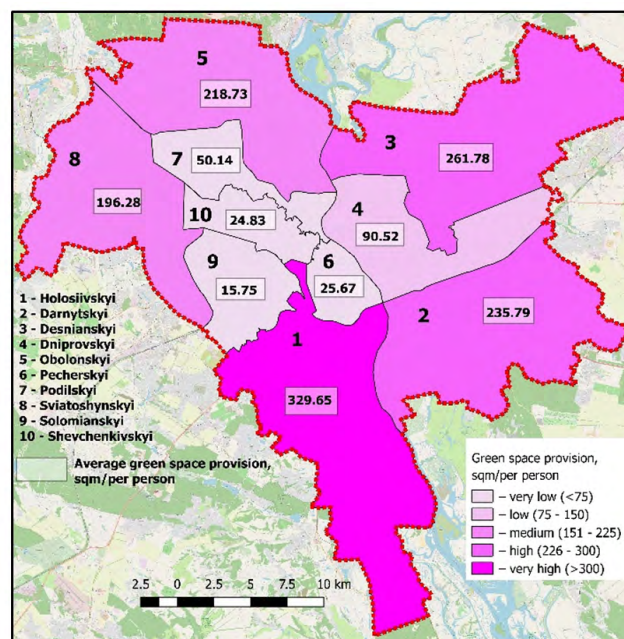 5
218.73
3
261.78
7
50.14
8
196.28
10
24.83
4
90.52
9
15.75
6
25.67
2
235.79
1
329.65
1 - Holosiivskyi
2 - Darnytskyi
3 - Desnianskyi
4 - Dniprovskyi
5 - Obolonskyi
6 - Pecherskyi
7 - Podilskyi
8 - Sviatoshynskyi
9 - Solomianskyi
10 - Shevchenkivskyi
Average green space provision,
sqm/per person
Green space provision,
sqm/per person
– very low (<75)
– low (75 - 150)
– medium (151 - 225)
– high (226 - 300)
– very high (>300)
2.5 0 2.5 5 7.5 10 km